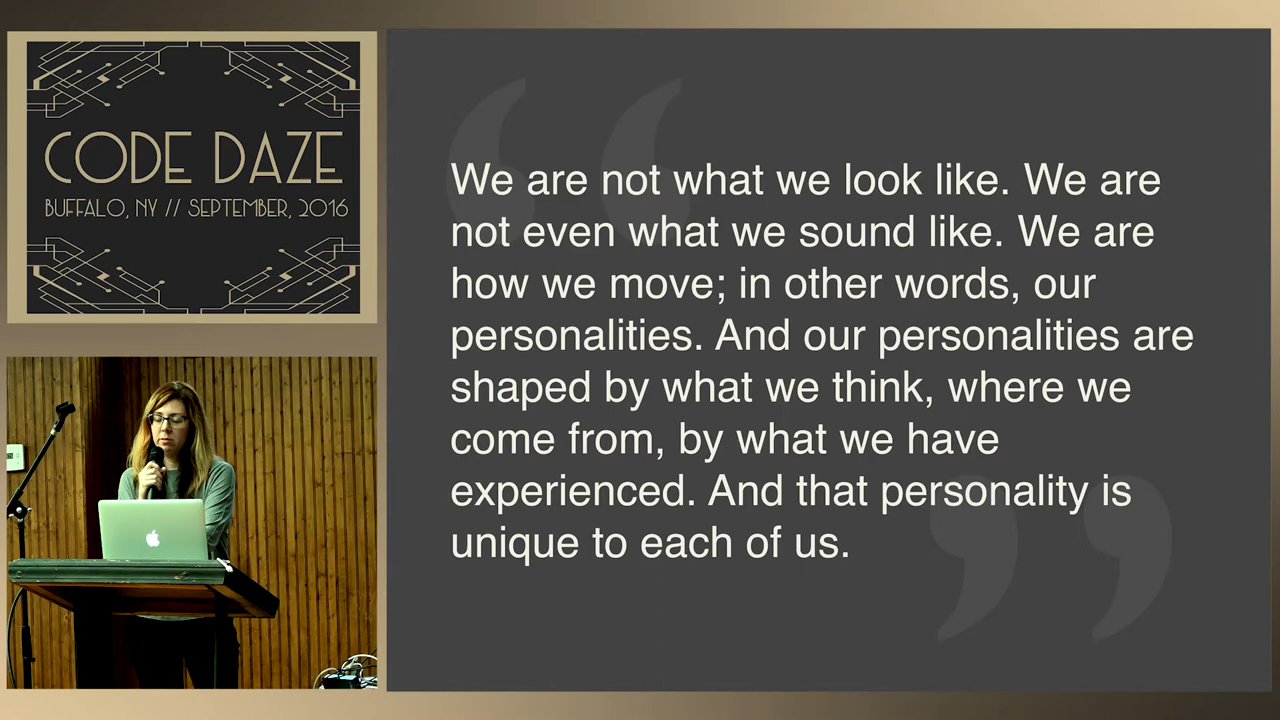 CODE DAZE
BUFFALO, NY // SEPTEMBER, 2016
We are not what we look like. We are
not even what we sound like. We are
how we move; in other words, our
personalities. And our personalities are
shaped by what we think, where we
come from, by what we have
experienced. And that personality is
unique to each of us.